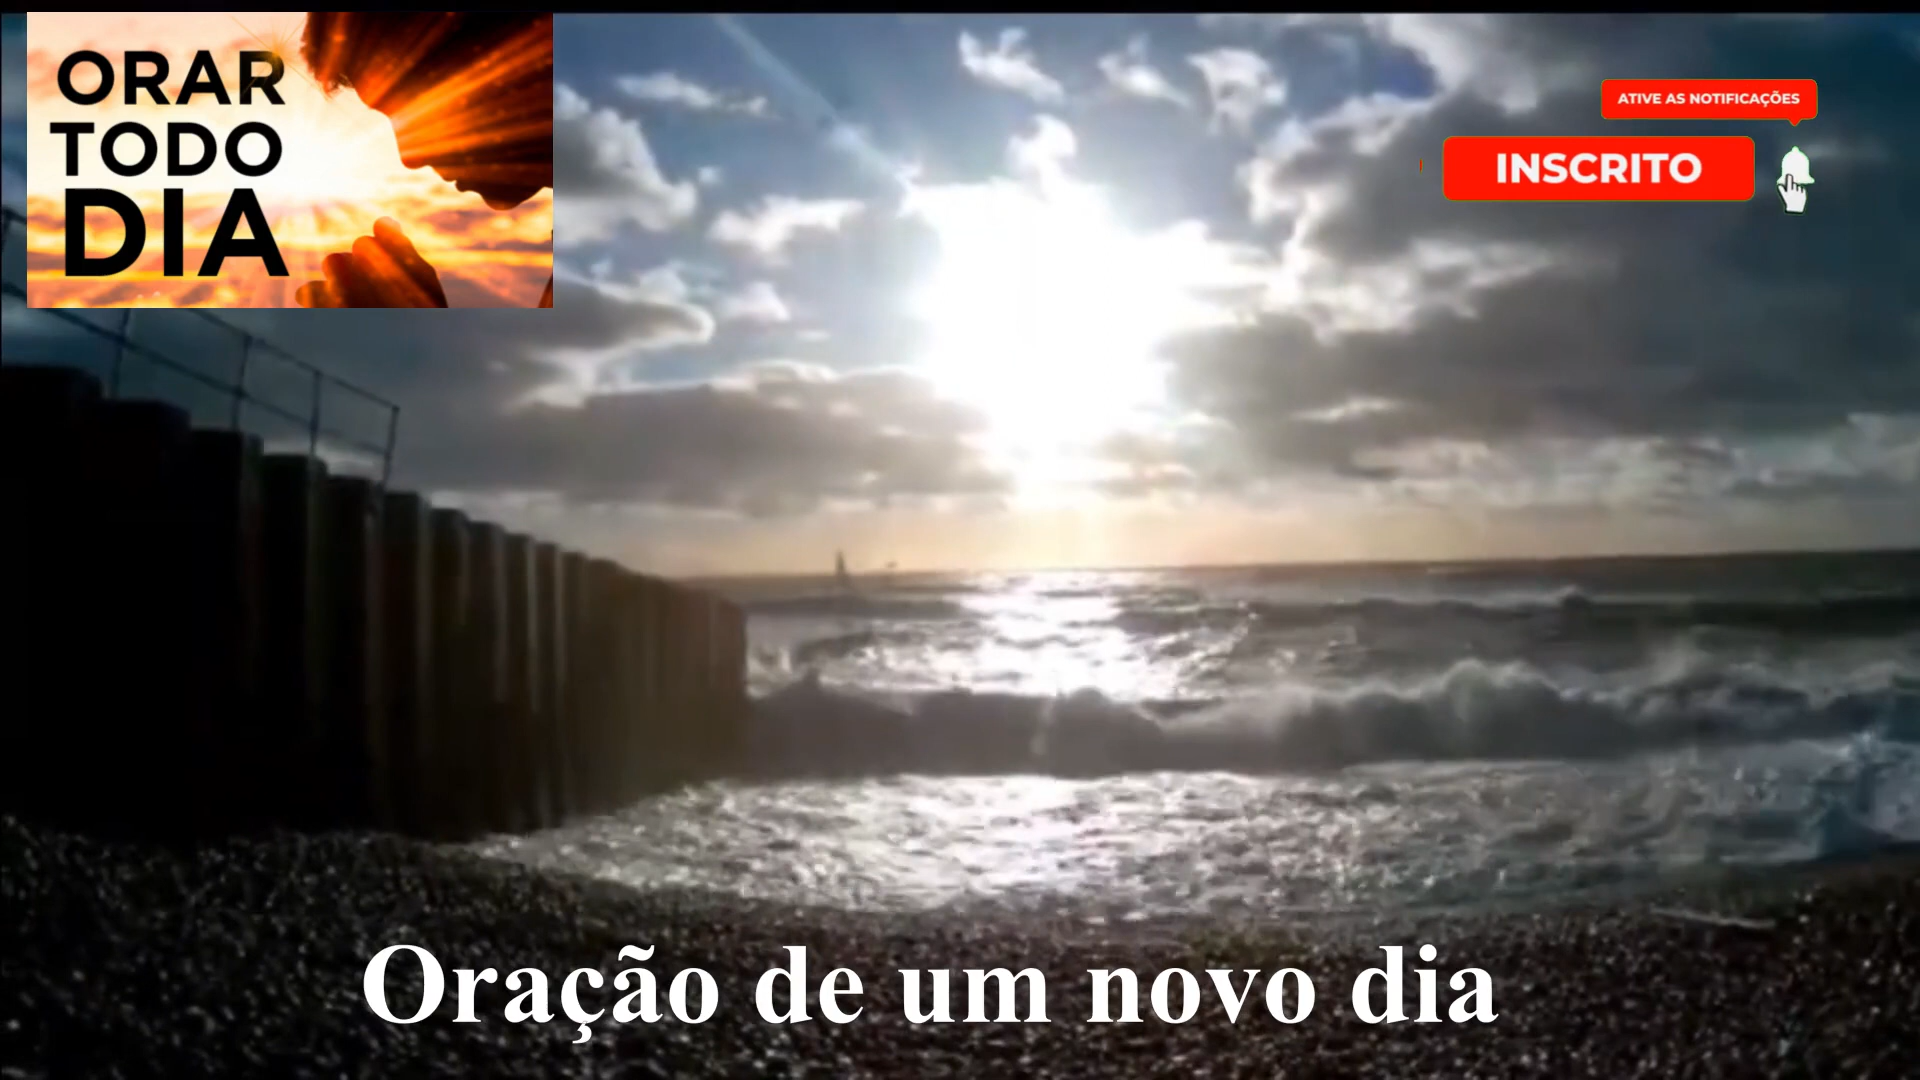 ORAR
TODO
DIA
ATIVE AS NOTIFICAÇÕES
INSCRITO
Oração de um novo dia